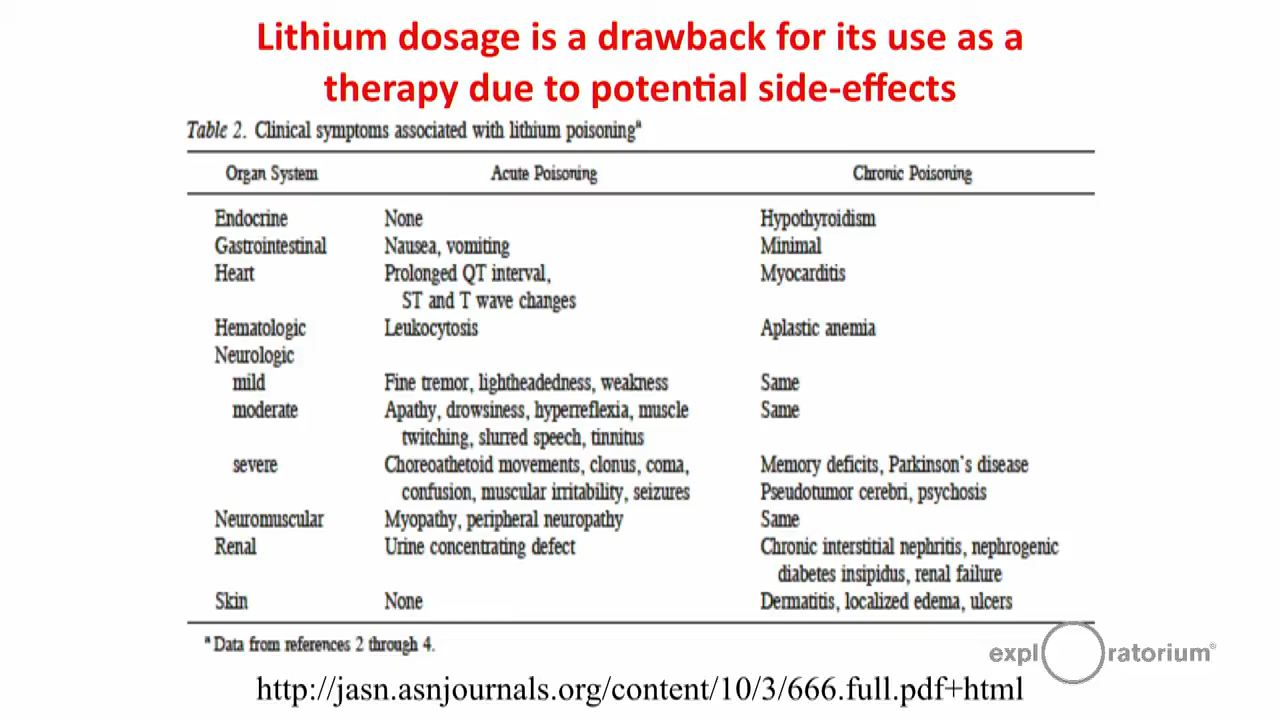 Lithium dosage is a drawback for its use as a
therapy due to potential side-effects
Table 2. Clinical symptoms associated with lithium poisoningª
Organ System Acute Poisoning Chronic Poisoning
Endocrine None Hypothyroidism
Gastrointestinal Nausea, vomiting Minimal
Heart Prolonged QT interval, Myocarditis
ST and T wave changes
Hematologic Leukocytosis Aplastic anemia
Neurologic
mild Fine tremor, lightheadedness, weakness Same
moderate Apathy, drowsiness, hyperreflexia, muscle Same
twitching, slurred speech, tinnitus
severe Choreoathetoid movements, clonus, coma, Memory deficits, Parkinson's disease
confusion, muscular irritability, seizures Pseudotumor cerebri, psychosis
Neuromuscular Myopathy, peripheral neuropathy Same
Renal Urine concentrating defect Chronic interstitial nephritis, nephrogenic
diabetes insipidus, renal failure
Skin None Dermatitis, localized edema, ulcers
ª Data from references 2 through 4.
expl ratorium®
http://jasn.asnjournals.org/content/10/3/666.full.pdf+html